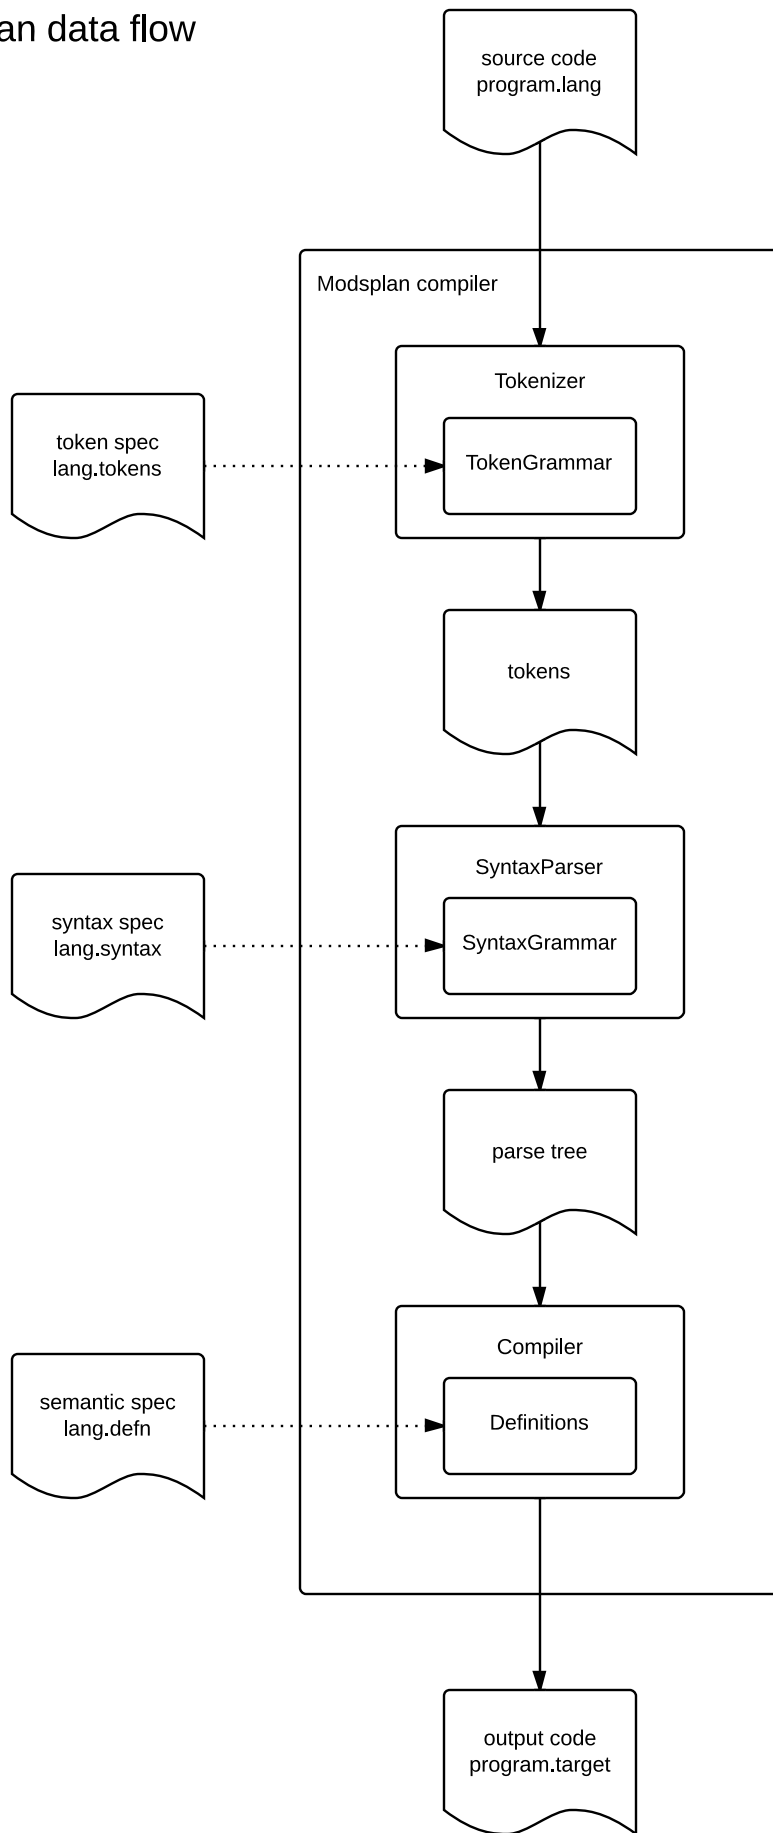 an data flow
source code
program.lang
Modsplan compiler
Tokenizer
token spec
lang.tokens
TokenGrammar
tokens
SyntaxParser
syntax spec
lang.syntax
SyntaxGrammar
parse tree
Compiler
semantic spec
lang.defn
Definitions
output code
program.target